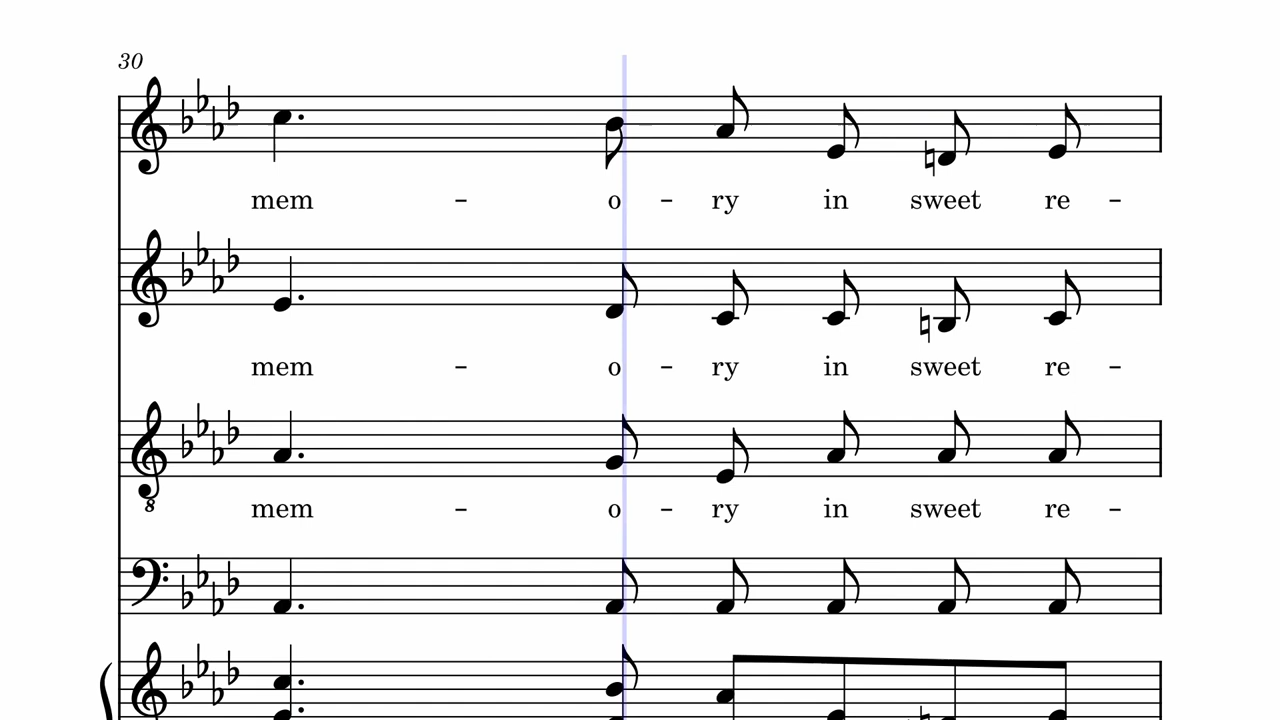 30
mem - o - ry in sweet re -
mem - o - ry in sweet re -
8
mem - o - ry in sweet re -